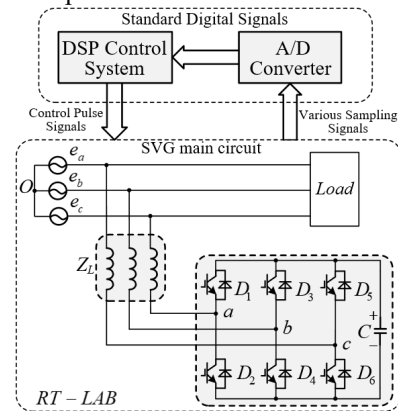 Standard Digital Signals
DSP Control
System
A/D
Converter
Control Pulse
Signals
Various Sampling
Signals
SVG main circuit
e_a
e_b
O
e_c
Load
Z_L
D_1
D_3
D_5
a
b
C
+
−
c
D_2
D_4
D_6
RT − LAB